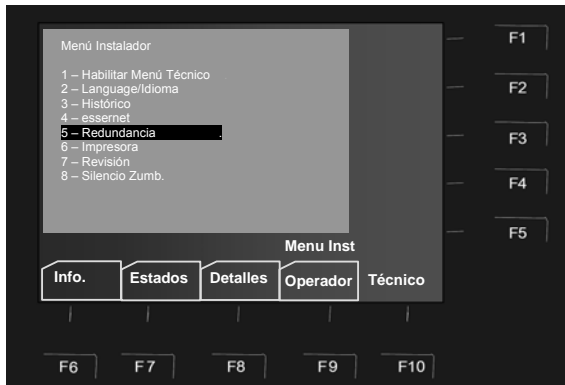 Menú Instalador
1 – Habilitar Menú Técnico
2 – Language/Idioma
3 – Histórico
4 – essernet
5 – Redundancia .
6 – Impresora
7 – Revisión
8 – Silencio Zumb.
Menu Inst
Info. Estados Detalles Operador Técnico
F1
F2
F3
F4
F5
F6 F7 F8 F9 F10